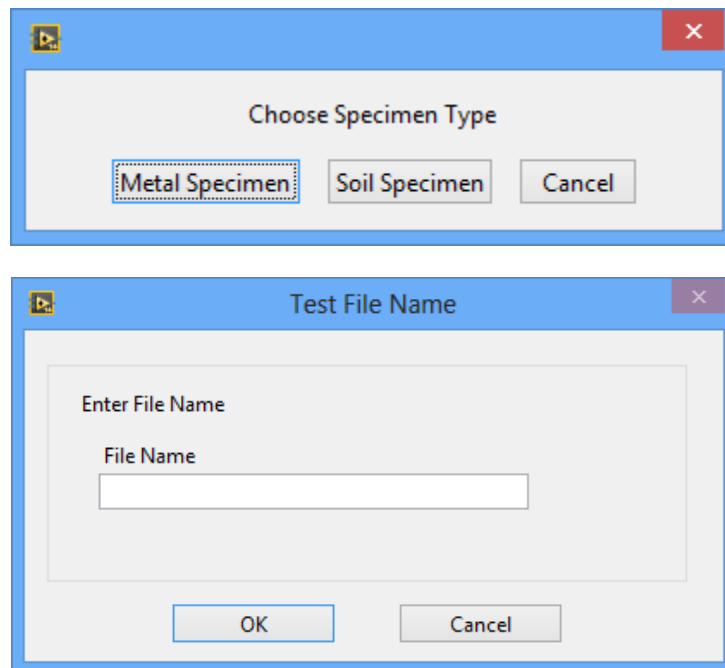 Choose Specimen Type
Metal Specimen Soil Specimen Cancel
Test File Name
Enter File Name
File Name
OK Cancel